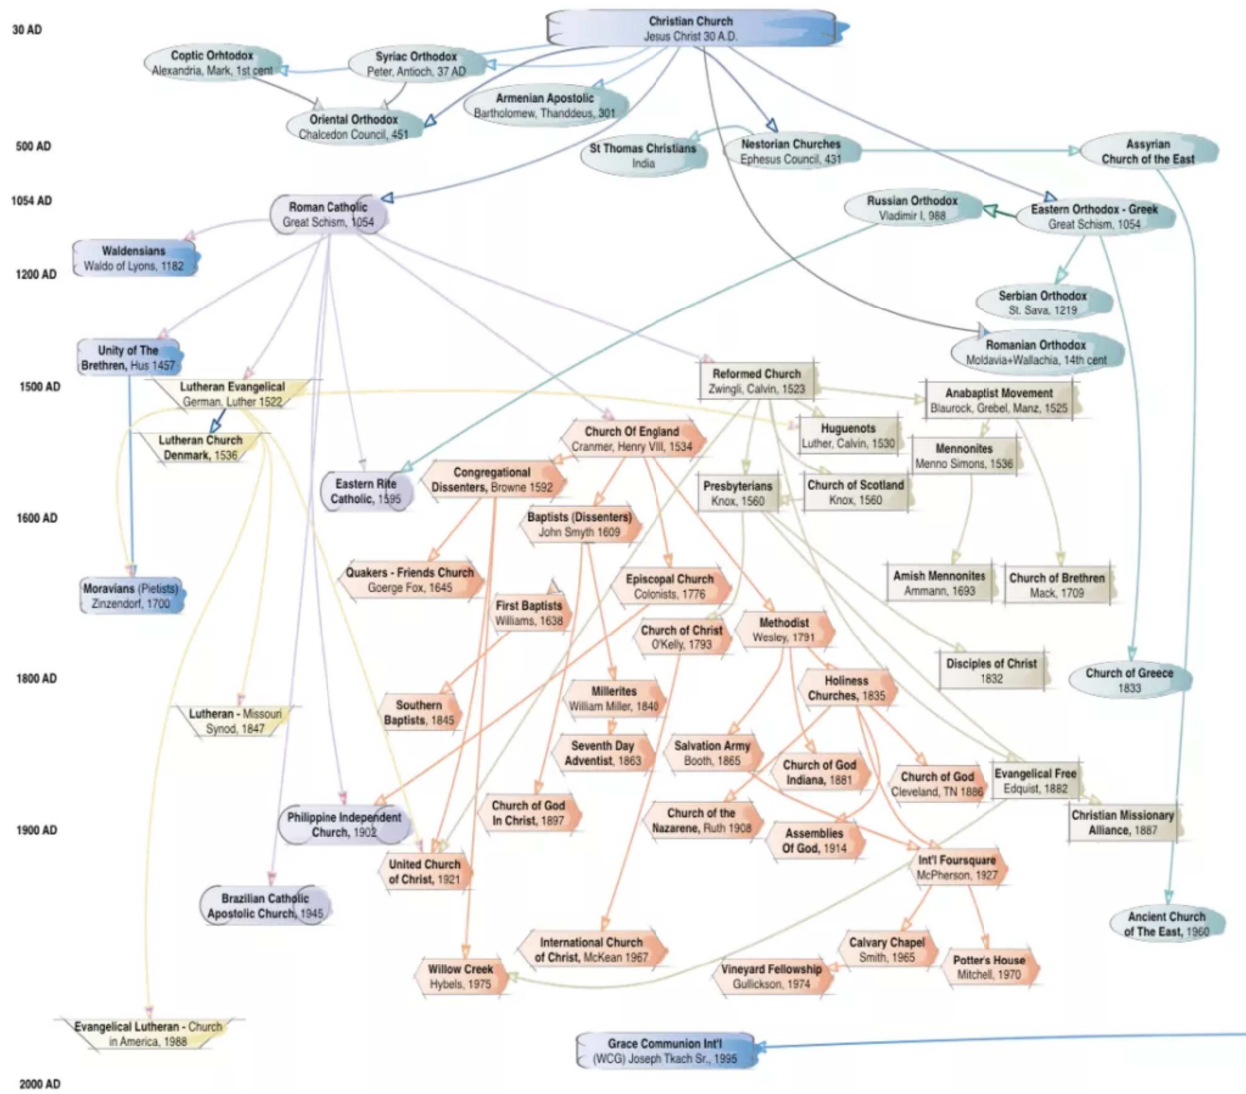 30 AD
Christian Church
Jesus Christ 30 A.D.
Coptic Orhtodox
Alexandria, Mark, 1st cent
Syriac Orthodox
Peter, Antioch, 37 AD
Armenian Apostolic
Bartholomew, Thanddeus, 301
Oriental Orthodox
Chalcedon Council, 451
500 AD
St Thomas Christians
India
Nestorian Churches
Ephesus Council, 431
Assyrian
Church of the East
1054 AD
Roman Catholic
Great Schism, 1054
Russian Orthodox
Vladimir I, 988
Eastern Orthodox - Greek
Great Schism, 1054
Waldensians
Waldo of Lyons, 1182
1200 AD
Serbian Orthodox
St. Sava, 1219
Romanian Orthodox
Moldavia+Wallachia, 14th cent
Unity of The
Brethren, Hus 1457
1500 AD
Lutheran Evangelical
German, Luther 1522
Reformed Church
Zwingli, Calvin, 1523
Anabaptist Movement
Blaurock, Grebel, Manz, 1525
Lutheran Church
Denmark, 1536
Church Of England
Cranmer, Henry VIII, 1534
Huguenots
Luther, Calvin, 1530
Mennonites
Menno Simons, 1536
Eastern Rite
Catholic, 1595
Congregational
Dissenters, Browne 1592
Presbyterians
Knox, 1560
Church of Scotland
Knox, 1560
1600 AD
Baptists (Dissenters)
John Smyth 1609
Moravians (Pietists)
Zinzendorf, 1700
Quakers - Friends Church
Goerge Fox, 1645
First Baptists
Williams, 1638
Episcopal Church
Colonists, 1776
Amish Mennonites
Ammann, 1693
Church of Brethren
Mack, 1709
Church of Christ
O'Kelly, 1793
Methodist
Wesley, 1791
Disciples of Christ
1832
1800 AD
Church of Greece
1833
Lutheran - Missouri
Synod, 1847
Southern
Baptists, 1845
Millerites
William Miller, 1840
Holiness
Churches, 1835
Seventh Day
Adventist, 1863
Salvation Army
Booth, 1865
Church of God
Indiana, 1881
Church of God
Cleveland, TN 1886
Evangelical Free
Edquist, 1882
Christian Missionary
Alliance, 1887
1900 AD
Philippine Independent
Church, 1902
Church of God
In Christ, 1897
Church of the
Nazarene, Ruth 1908
Assemblies
Of God, 1914
United Church
of Christ, 1921
Int'l Foursquare
McPherson, 1927
Brazilian Catholic
Apostolic Church, 1945
Ancient Church
of The East, 1960
International Church
of Christ, McKean 1967
Calvary Chapel
Smith, 1965
Potter's House
Mitchell, 1970
Willow Creek
Hybels, 1975
Vineyard Fellowship
Gullickson, 1974
Evangelical Lutheran - Church
in America, 1988
Grace Communion Int'l
(WCG) Joseph Tkach Sr., 1995
2000 AD